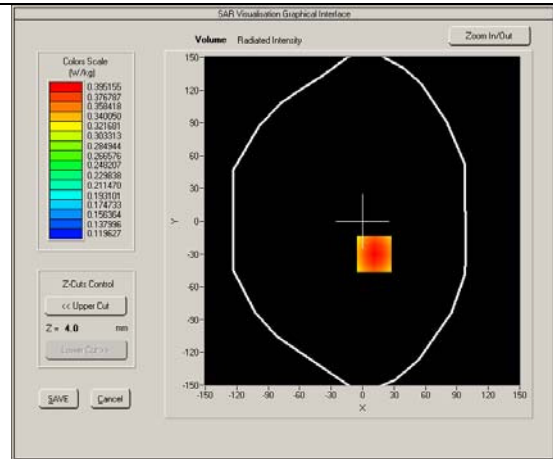 SAR Visualisation Graphical Interface
Volume Radiated Intensity
Zoom In/Out
Colors Scale
(W/kg)
0.395155
0.376787
0.358418
0.340050
0.321681
0.303313
0.284944
0.266576
0.248207
0.229838
0.211470
0.193101
0.174733
0.156364
0.137996
0.119627
Z-Cuts Control
<< Upper Cut
Z = 4.0 mm
Lower Cut >>
SAVE Cancel
150
120
90
60
30
0
-30
-60
-90
-120
-150
Y
-150 -120 -90 -60 -30 0 30 60 90 120 150
X